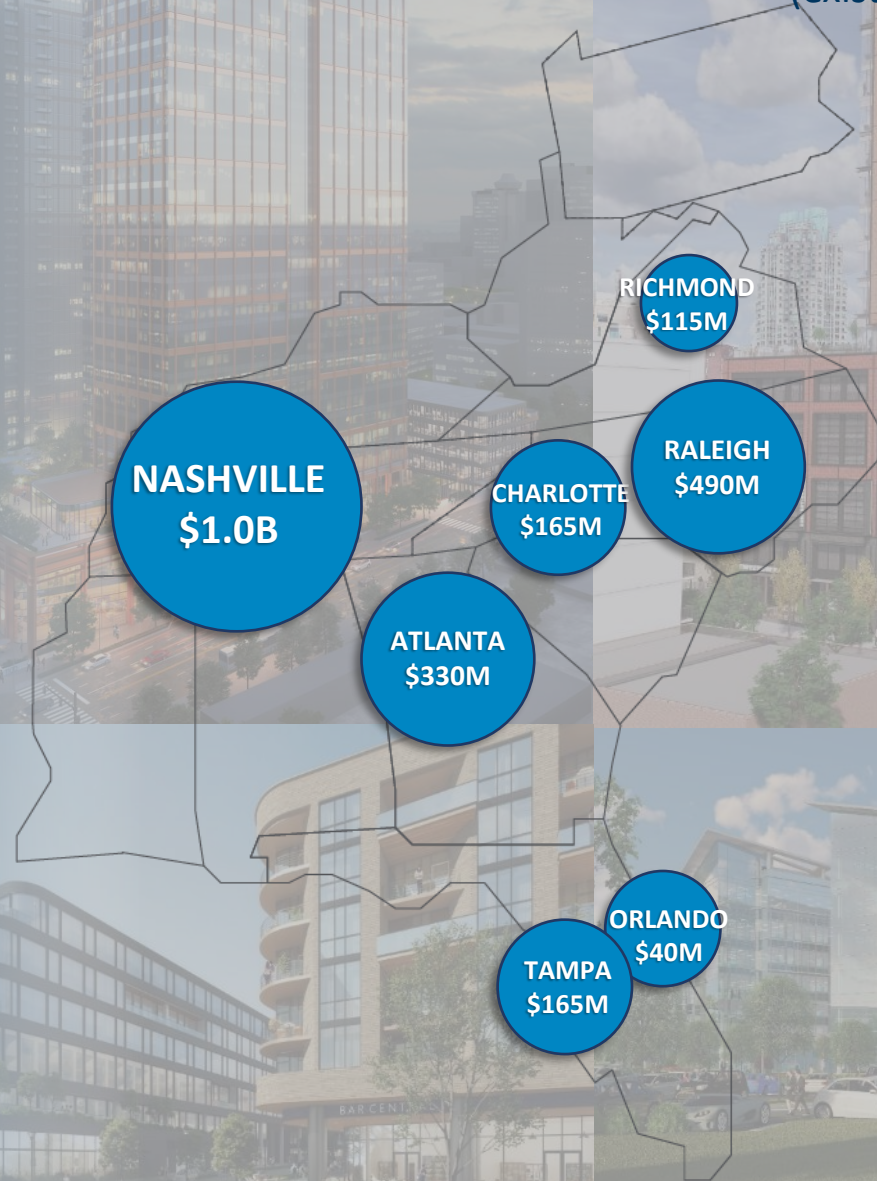 RICHMOND
$115M
RALEIGH
$490M
NASHVILLE
$1.0B
CHARLOTTE
$165M
ATLANTA
$330M
ORLANDO
$40M
TAMPA
$165M